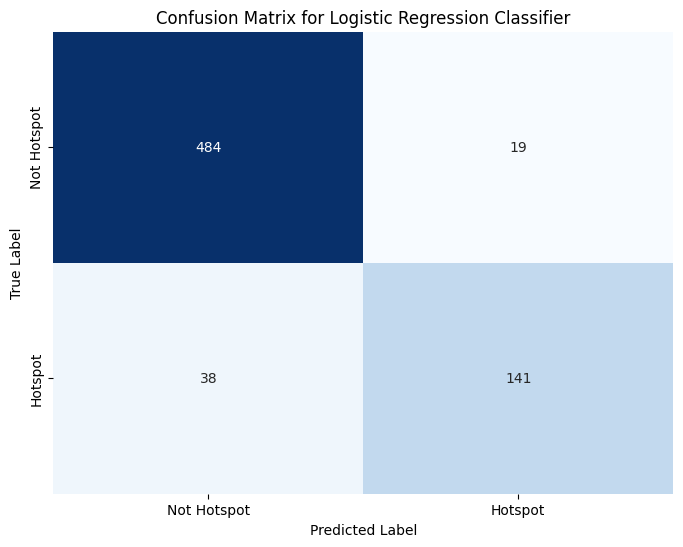 Confusion Matrix for Logistic Regression Classifier
True Label
Not Hotspot
484
19
Hotspot
38
141
Not Hotspot
Hotspot
Predicted Label